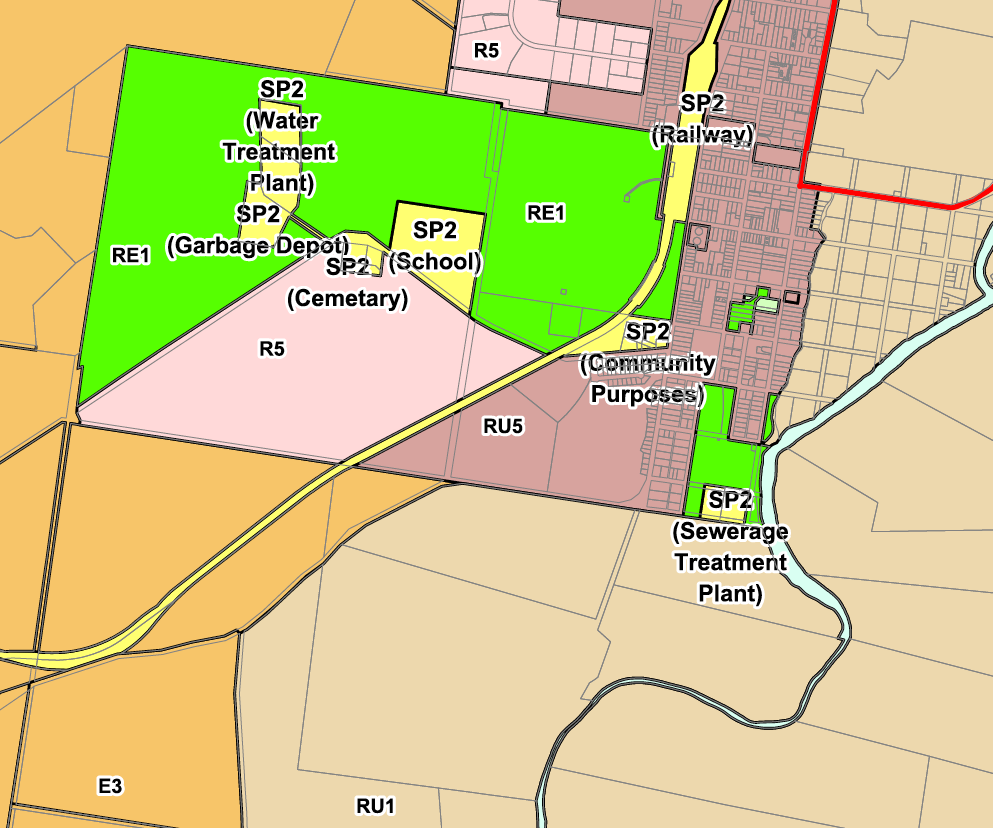 R5
SP2
(Water
Treatment
Plant)
SP2
(Railway)
SP2
(Garbage Depot)
RE1
SP2
(School)
RE1
SP2
(Cemetary)
R5
SP2
(Community
Purposes)
RU5
SP2
(Sewerage
Treatment
Plant)
E3
RU1